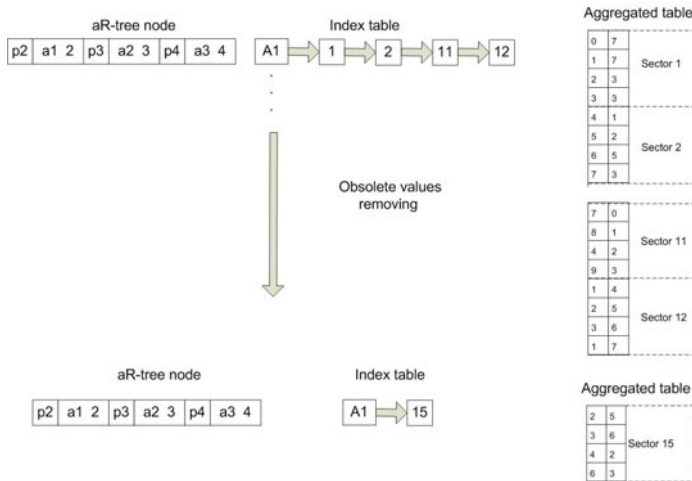 aR-tree node
Index table
Aggregated table
p2 a1 2 p3 a2 3 p4 a3 4
A1 1 2 11 12
0 7
1 7
2 3
3 3
Sector 1
4 1
5 2
6 5
7 3
Sector 2
Obsolete values
removing
7 0
8 1
4 2
9 3
Sector 11
1 4
2 5
3 6
1 7
Sector 12
aR-tree node
Index table
Aggregated table
p2 a1 2 p3 a2 3 p4 a3 4
A1 15
2 5
3 6
4 2
6 3
Sector 15